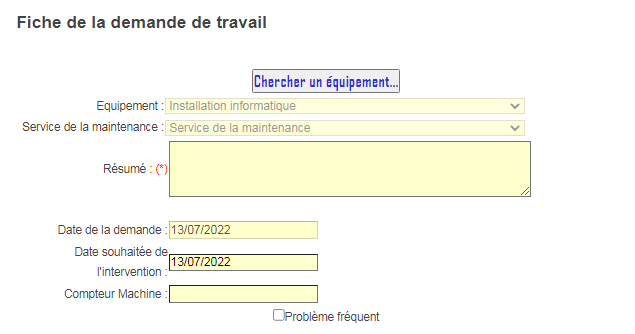 Fiche de la demande de travail
Chercher un équipement...
Equipement : Installation informatique
Service de la maintenance : Service de la maintenance
Résumé : (*)
Date de la demande : 13/07/2022
Date souhaitée de
l'intervention : 13/07/2022
Compteur Machine :
Problème fréquent